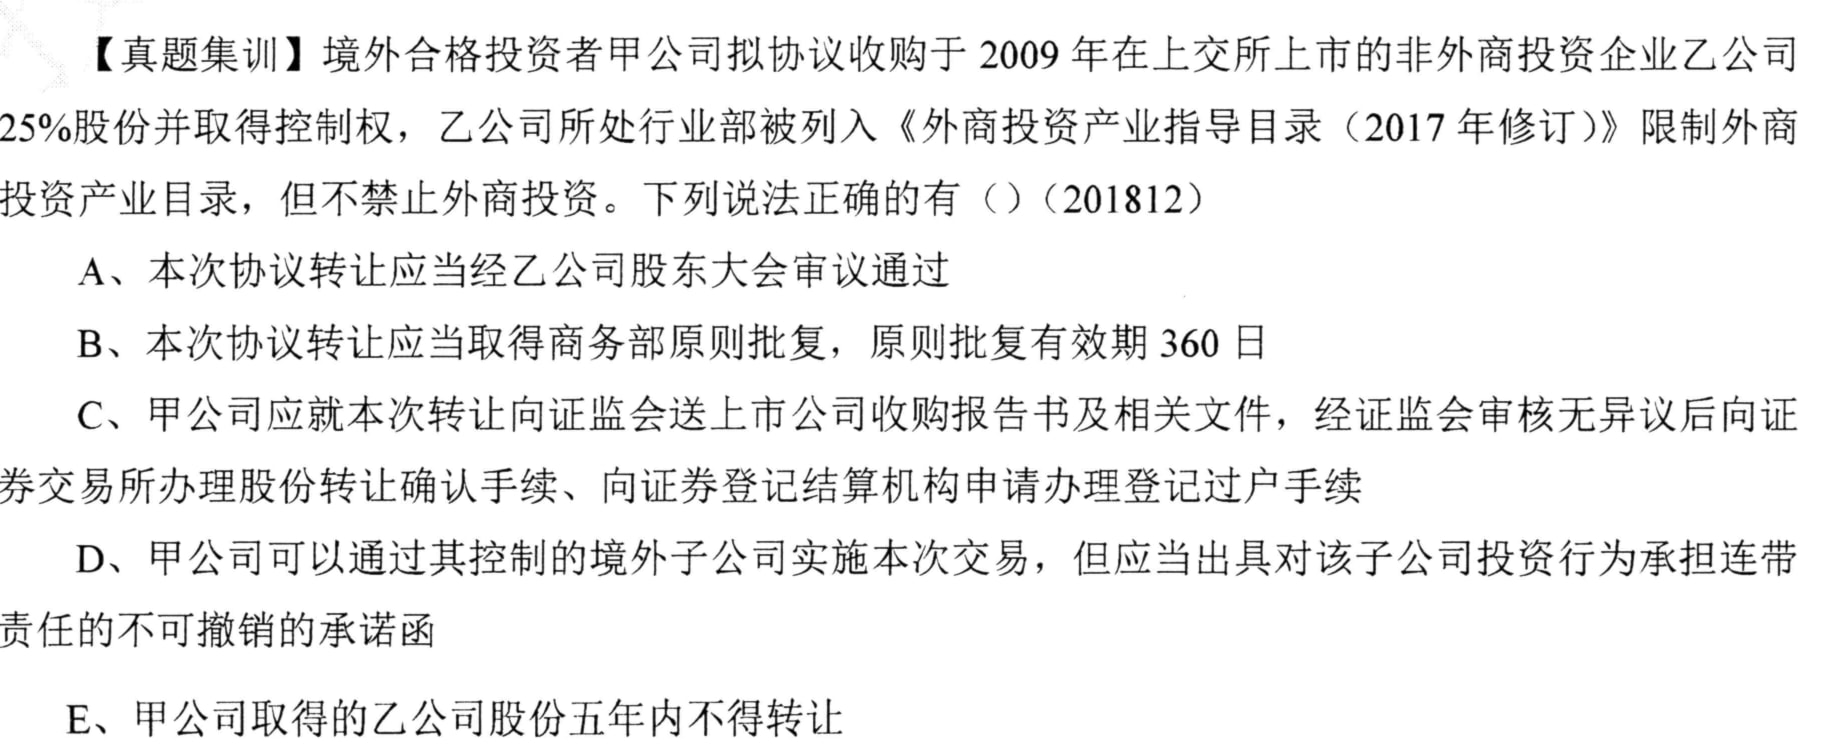 【真题集训】境外合格投资者甲公司拟协议收购于 2009 年在上交所上市的非外商投资企业乙公司
25%股份并取得控制权，乙公司所处行业部被列入《外商投资产业指导目录（2017 年修订）》限制外商
投资产业目录，但不禁止外商投资。下列说法正确的有（）（201812）
A、本次协议转让应当经乙公司股东大会审议通过
B、本次协议转让应当取得商务部原则批复，原则批复有效期 360 日
C、甲公司应就本次转让向证监会送上市公司收购报告书及相关文件，经证监会审核无异议后向证
券交易所办理股份转让确认手续、向证券登记结算机构申请办理登记过户手续
D、甲公司可以通过其控制的境外子公司实施本次交易，但应当出具对该子公司投资行为承担连带
责任的不可撤销的承诺函
E、甲公司取得的乙公司股份五年内不得转让